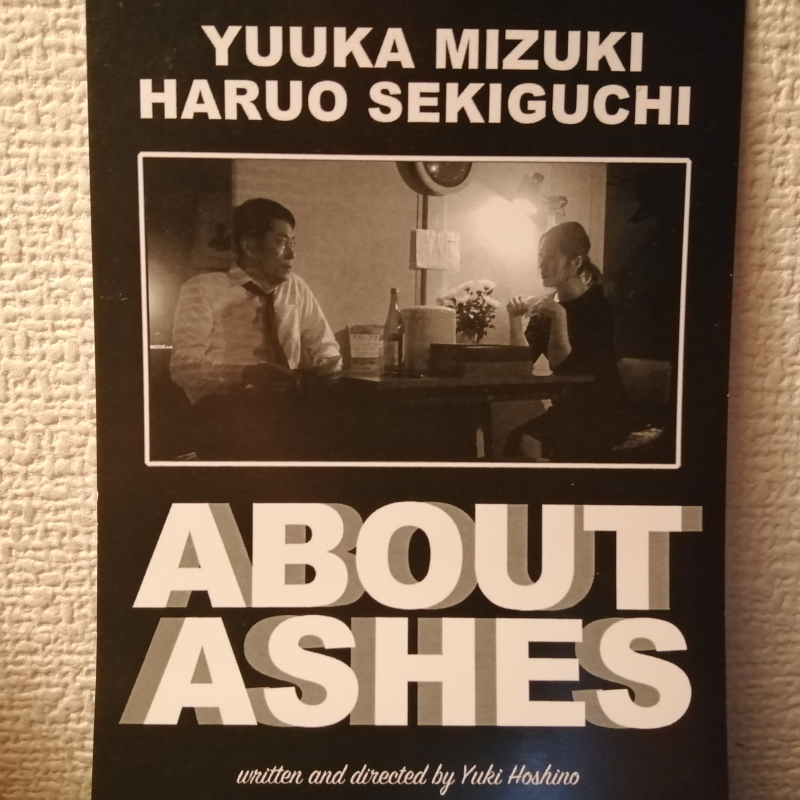 YUUKA MIZUKI
HARUO SEKIGUCHI
ABOUT
ASHES
written and directed by Yuki Hoshino